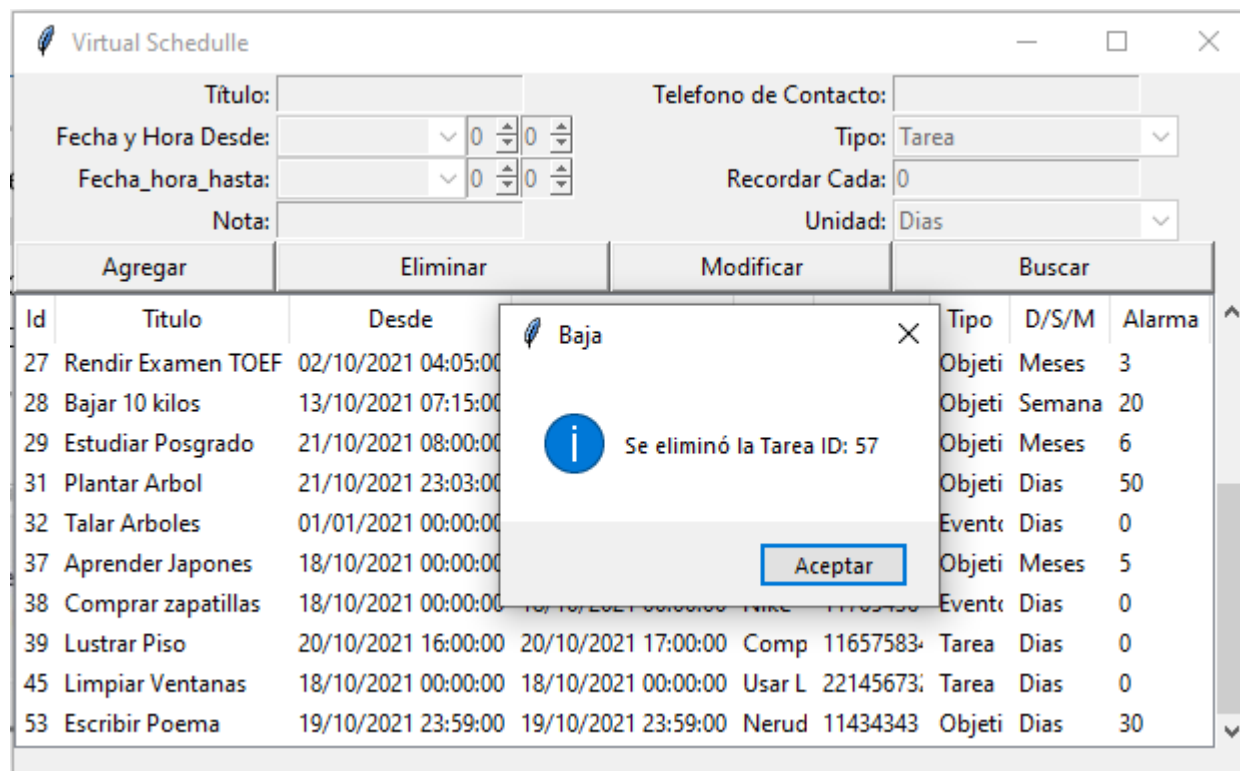 Virtual Schedulle
Título: Telefono de Contacto:
Fecha y Hora Desde: 0 0 Tipo: Tarea
Fecha_hora_hasta: 0 0 Recordar Cada: 0
Nota: Unidad: Dias
Agregar Eliminar Modificar Buscar
Id Titulo Desde Tipo D/S/M Alarma
27 Rendir Examen TOEF 02/10/2021 04:05:00 Objeti Meses 3
28 Bajar 10 kilos 13/10/2021 07:15:00 Objeti Semana 20
29 Estudiar Posgrado 21/10/2021 08:00:00 Objeti Meses 6
31 Plantar Arbol 21/10/2021 23:03:00 Objeti Dias 50
32 Talar Arboles 01/01/2021 00:00:00 Evento Dias 0
37 Aprender Japones 18/10/2021 00:00:00 Objeti Meses 5
38 Comprar zapatillas 18/10/2021 00:00:00 Evento Dias 0
39 Lustrar Piso 20/10/2021 16:00:00 20/10/2021 17:00:00 Comp 11657583 Tarea Dias 0
45 Limpiar Ventanas 18/10/2021 00:00:00 18/10/2021 00:00:00 Usar L 22145673 Tarea Dias 0
53 Escribir Poema 19/10/2021 23:59:00 19/10/2021 23:59:00 Nerud 11434343 Objeti Dias 30
Baja
Se eliminó la Tarea ID: 57
Aceptar